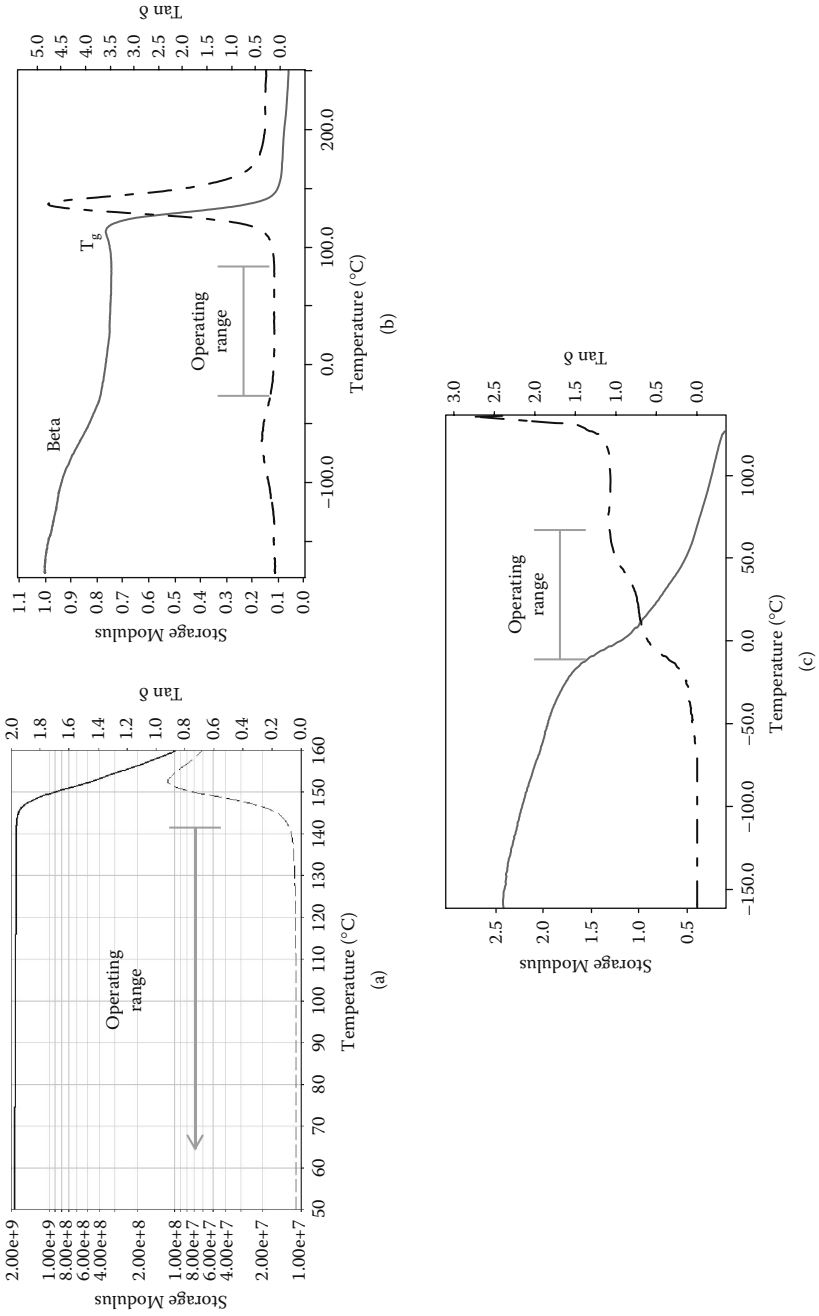 2.00e+9
1.00e+9
8.00e+8
6.00e+8
4.00e+8
2.00e+8
1.00e+8
8.00e+7
6.00e+7
4.00e+7
2.00e+7
1.00e+7
Storage Modulus
2.0
1.8
1.6
1.4
1.2
1.0
0.8
0.6
0.4
0.2
0.0
Tan δ
Operating
range
50
60
70
80
90
100
110
120
130
140
150
160
Temperature (°C)
(a)
1.1
1.0
0.9
0.8
0.7
0.6
0.5
0.4
0.3
0.2
0.1
0.0
Storage Modulus
5.0
4.5
4.0
3.5
3.0
2.5
2.0
1.5
1.0
0.5
0.0
Tan δ
Beta
Tg
Operating
range
−100.0
0.0
100.0
200.0
Temperature (°C)
(b)
2.5
2.0
1.5
1.0
0.5
Storage Modulus
3.0
2.5
2.0
1.5
1.0
0.5
0.0
Tan δ
Operating
range
−150.0
−100.0
−50.0
0.0
50.0
100.0
Temperature (°C)
(c)